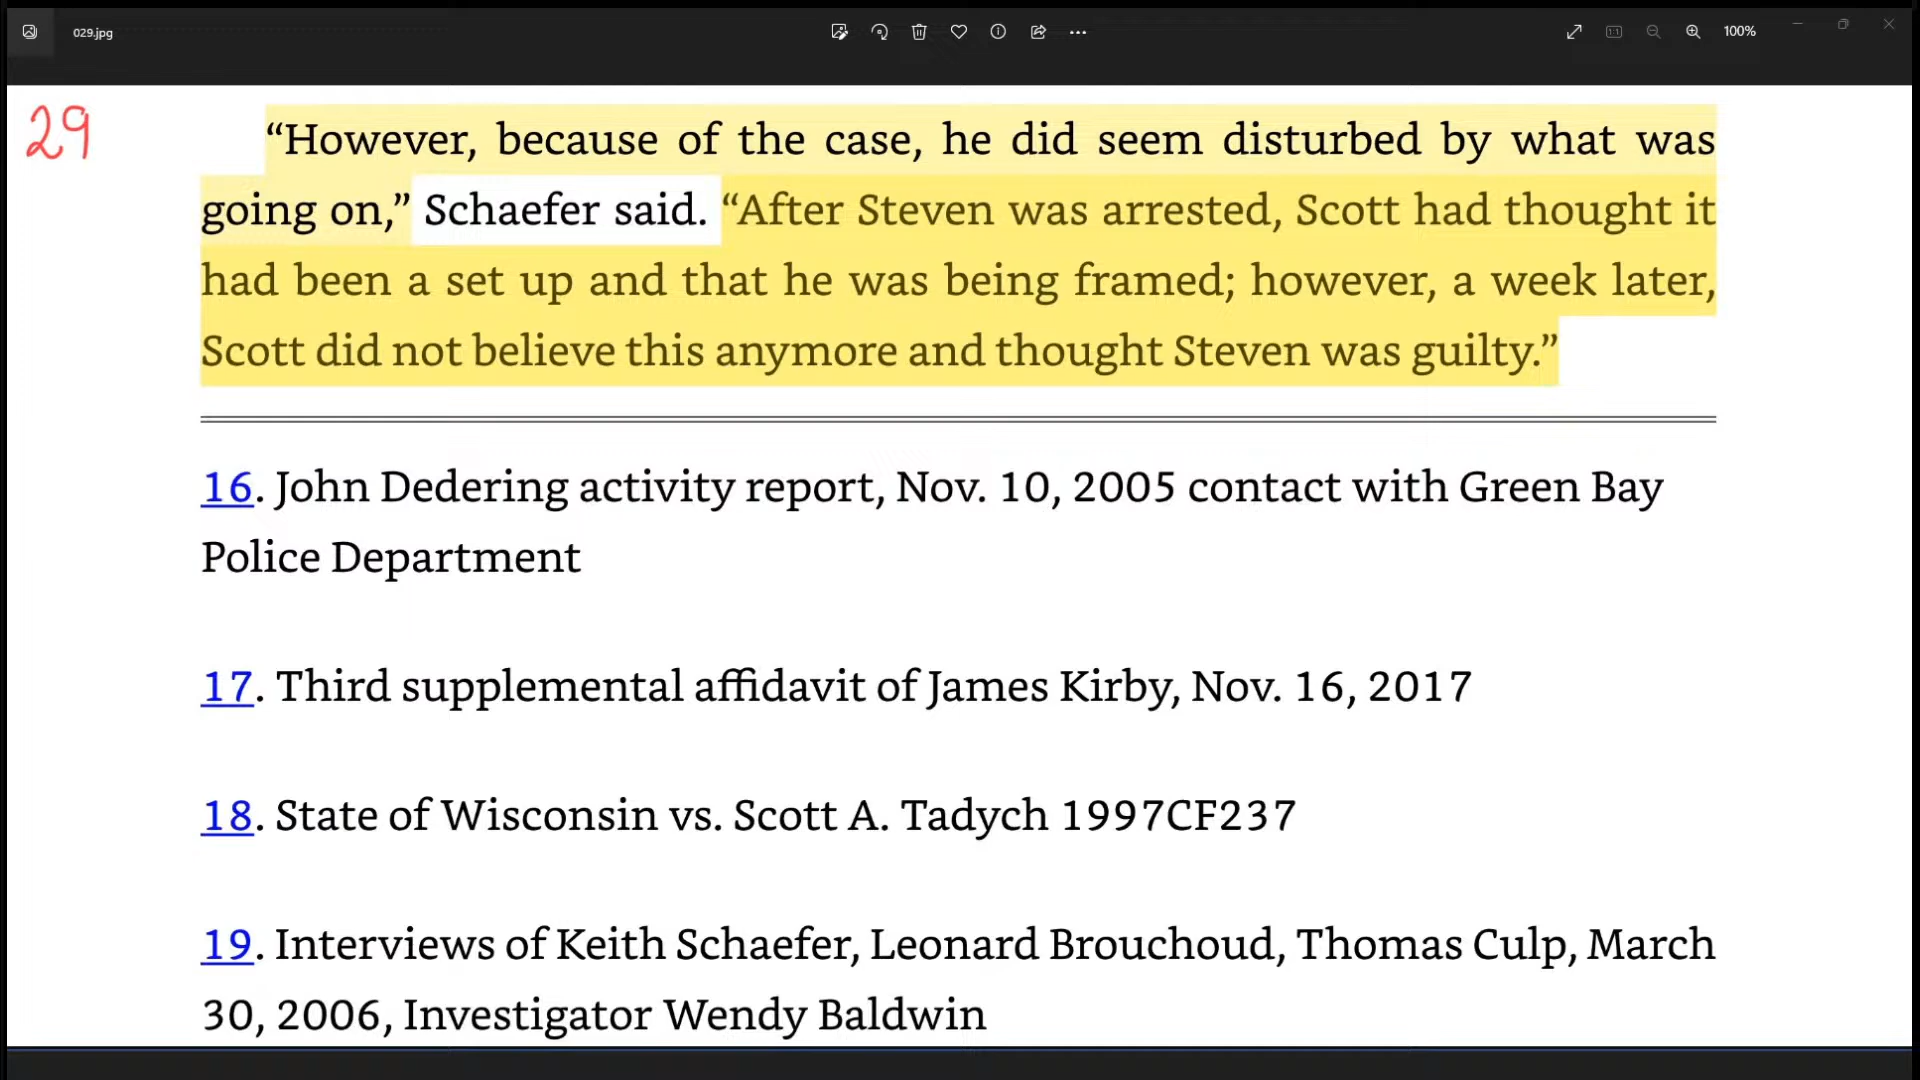 029.jpg
100%
29
“However, because of the case, he did seem disturbed by what was
going on,” Schaefer said. “After Steven was arrested, Scott had thought it
had been a set up and that he was being framed; however, a week later,
Scott did not believe this anymore and thought Steven was guilty.”
16. John Dedering activity report, Nov. 10, 2005 contact with Green Bay
Police Department
17. Third supplemental affidavit of James Kirby, Nov. 16, 2017
18. State of Wisconsin vs. Scott A. Tadych 1997CF237
19. Interviews of Keith Schaefer, Leonard Brouchoud, Thomas Culp, March
30, 2006, Investigator Wendy Baldwin